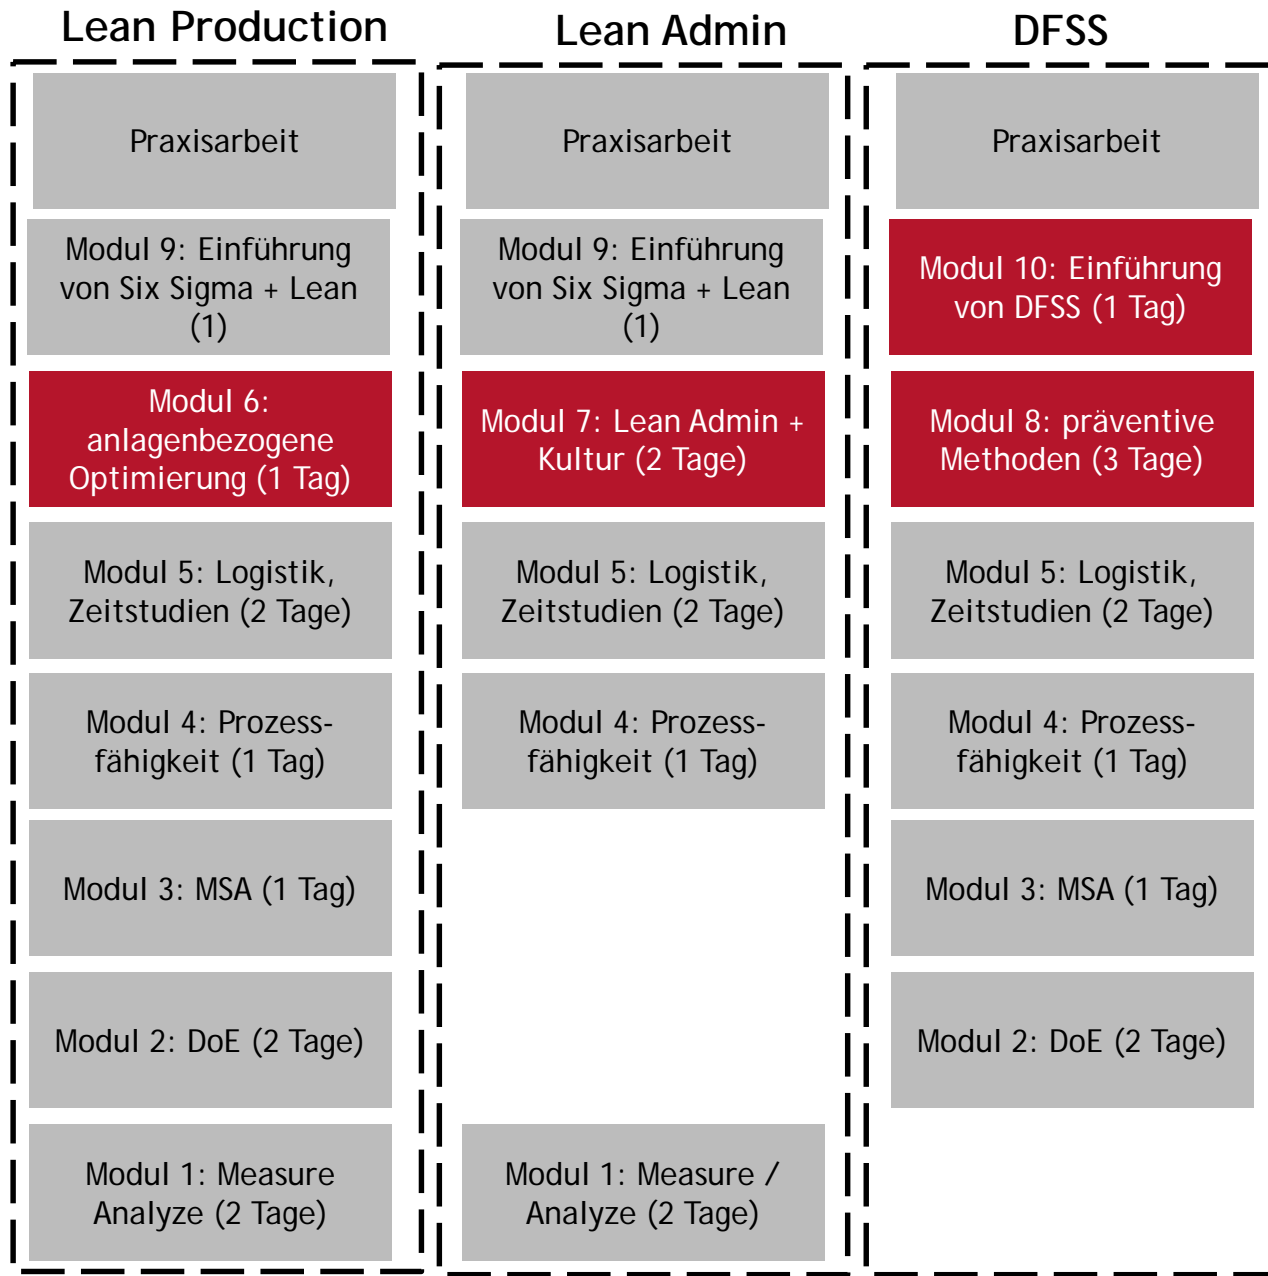 Lean Production
Praxisarbeit
Modul 9: Einführung
von Six Sigma + Lean
(1)
Modul 6:
anlagenbezogene
Optimierung (1 Tag)
Modul 5: Logistik,
Zeitstudien (2 Tage)
Modul 4: Prozess-
fähigkeit (1 Tag)
Modul 3: MSA (1 Tag)
Modul 2: DoE (2 Tage)
Modul 1: Measure
Analyze (2 Tage)
Lean Admin
Praxisarbeit
Modul 9: Einführung
von Six Sigma + Lean
(1)
Modul 7: Lean Admin +
Kultur (2 Tage)
Modul 5: Logistik,
Zeitstudien (2 Tage)
Modul 4: Prozess-
fähigkeit (1 Tag)
Modul 1: Measure /
Analyze (2 Tage)
DFSS
Praxisarbeit
Modul 10: Einführung
von DFSS (1 Tag)
Modul 8: präventive
Methoden (3 Tage)
Modul 5: Logistik,
Zeitstudien (2 Tage)
Modul 4: Prozess-
fähigkeit (1 Tag)
Modul 3: MSA (1 Tag)
Modul 2: DoE (2 Tage)